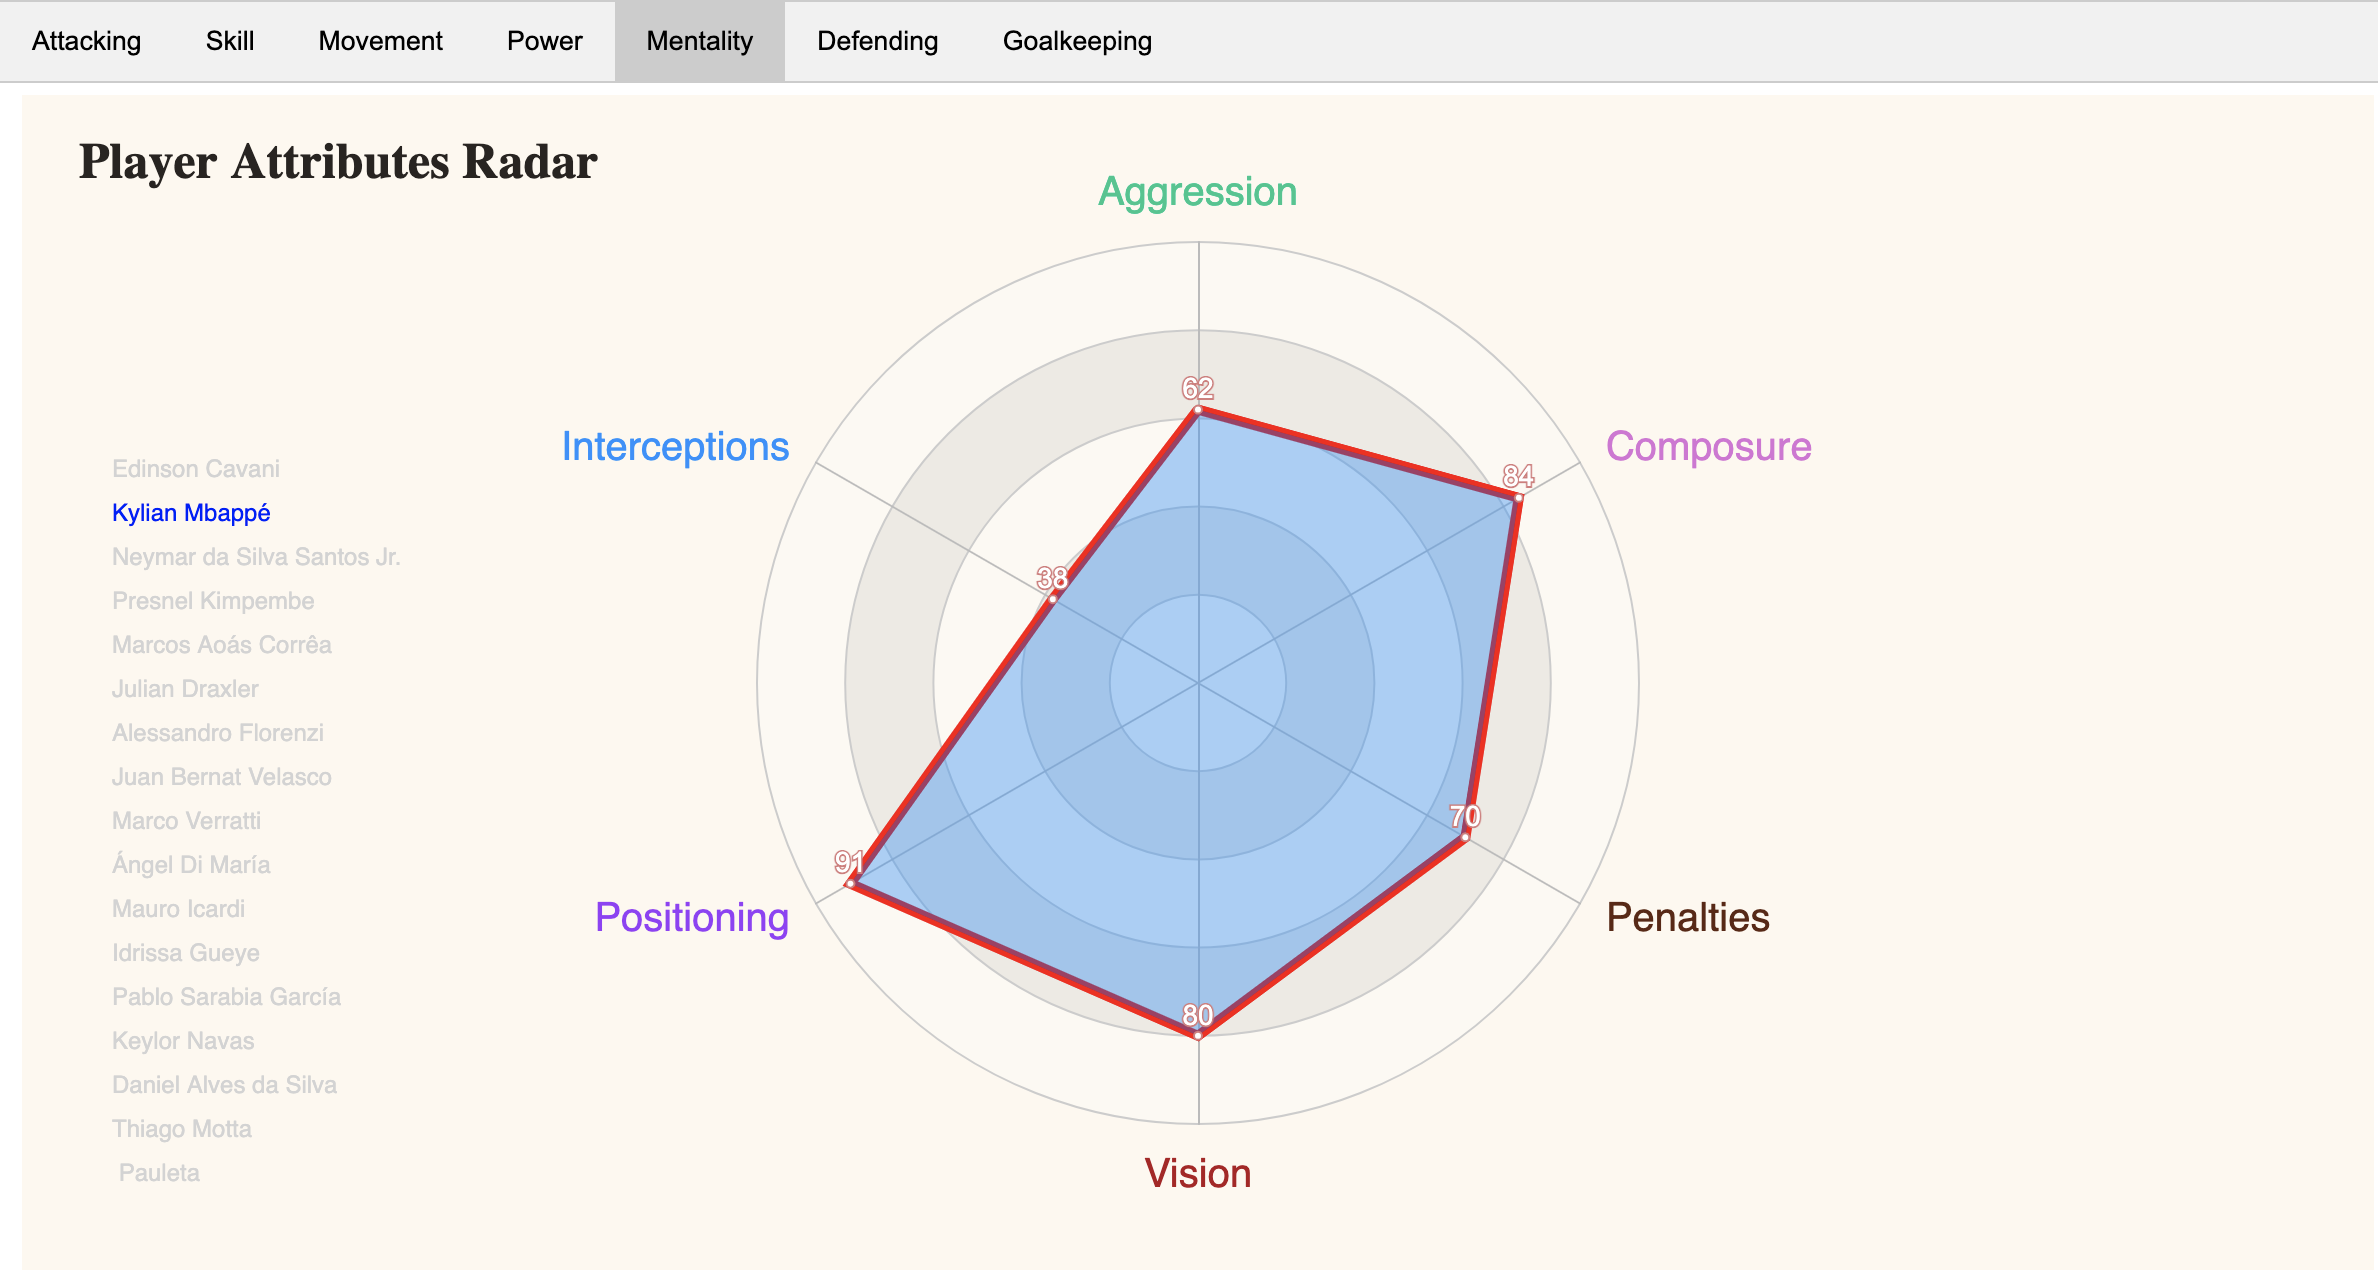 Attacking Skill Movement Power Mentality Defending Goalkeeping
Player Attributes Radar
Aggression
62
Interceptions
Composure
Edinson Cavani
84
Kylian Mbappé
Neymar da Silva Santos Jr.
38
Presnel Kimpembe
Marcos Aoás Corrêa
Julian Draxler
Alessandro Florenzi
Juan Bernat Velasco
Marco Verratti
70
Ángel Di María
91
Mauro Icardi
Positioning
Penalties
Idrissa Gueye
Pablo Sarabia García
80
Keylor Navas
Daniel Alves da Silva
Thiago Motta
Pauleta
Vision